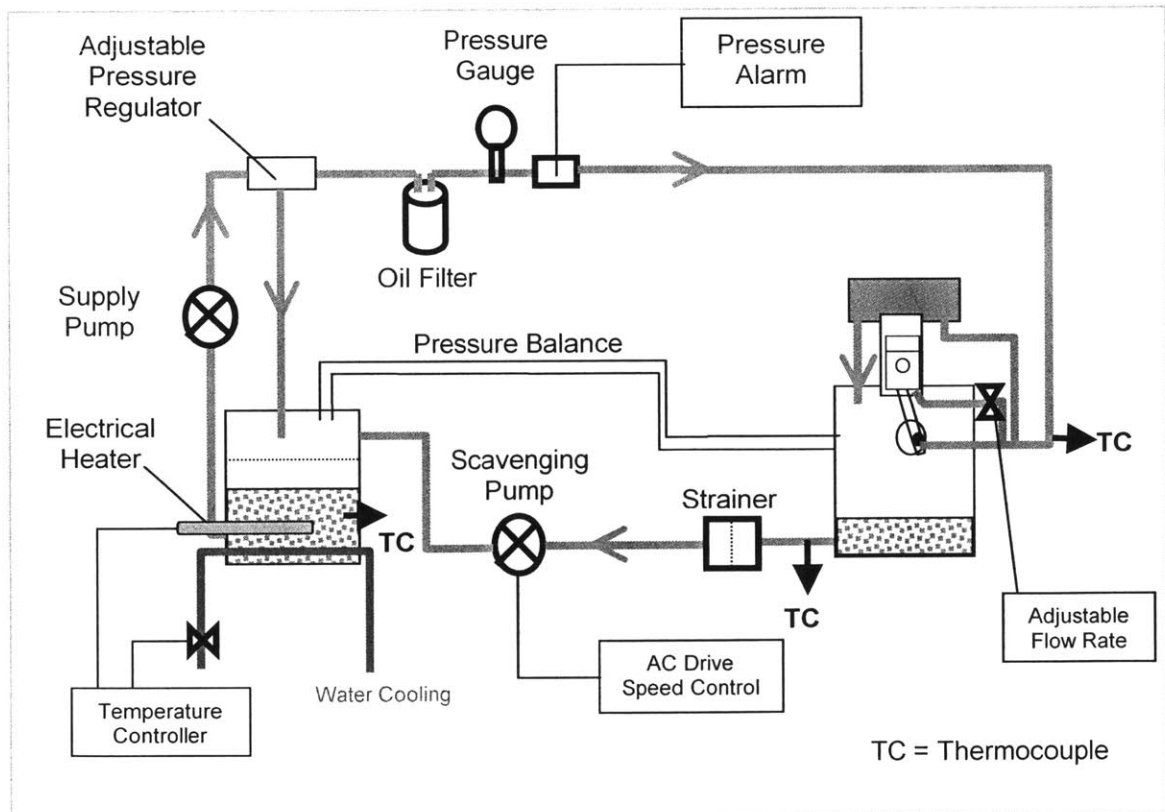 Adjustable
Pressure
Regulator
Pressure
Gauge
Pressure
Alarm
Oil Filter
Supply
Pump
Pressure Balance
Electrical
Heater
Scavenging
Pump
Strainer
TC
TC
TC
Adjustable
Flow Rate
AC Drive
Speed Control
Water Cooling
Temperature
Controller
TC = Thermocouple